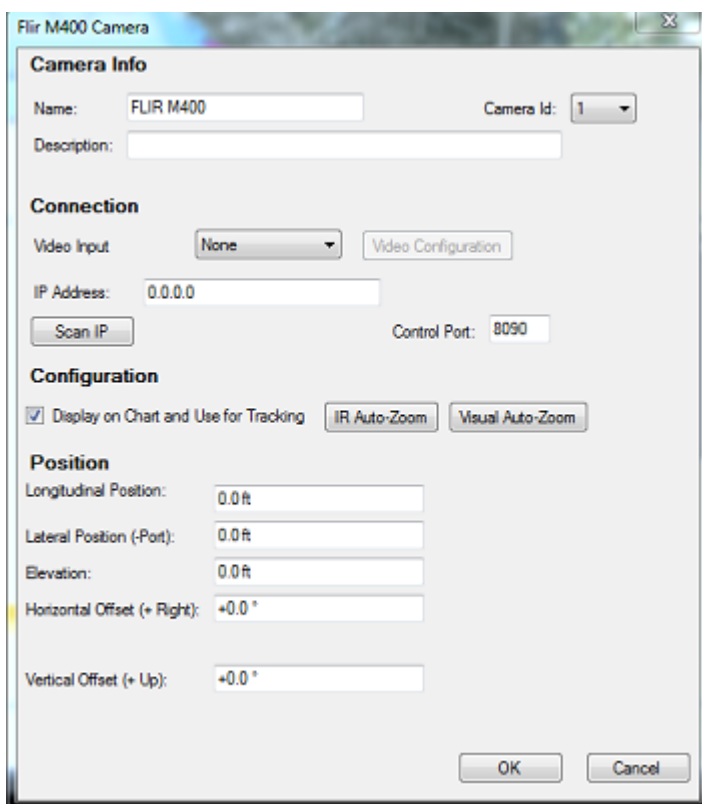 Flir M400 Camera
Camera Info
Name: FLIR M400 Camera Id: 1
Description:
Connection
Video Input None Video Configuration
IP Address: 0.0.0.0
Scan IP Control Port: 8090
Configuration
Display on Chart and Use for Tracking IR Auto-Zoom Visual Auto-Zoom
Position
Longitudinal Position: 0.0 ft
Lateral Position (-Port): 0.0 ft
Elevation: 0.0 ft
Horizontal Offset (+ Right): +0.0 °
Vertical Offset (+ Up): +0.0 °
OK Cancel